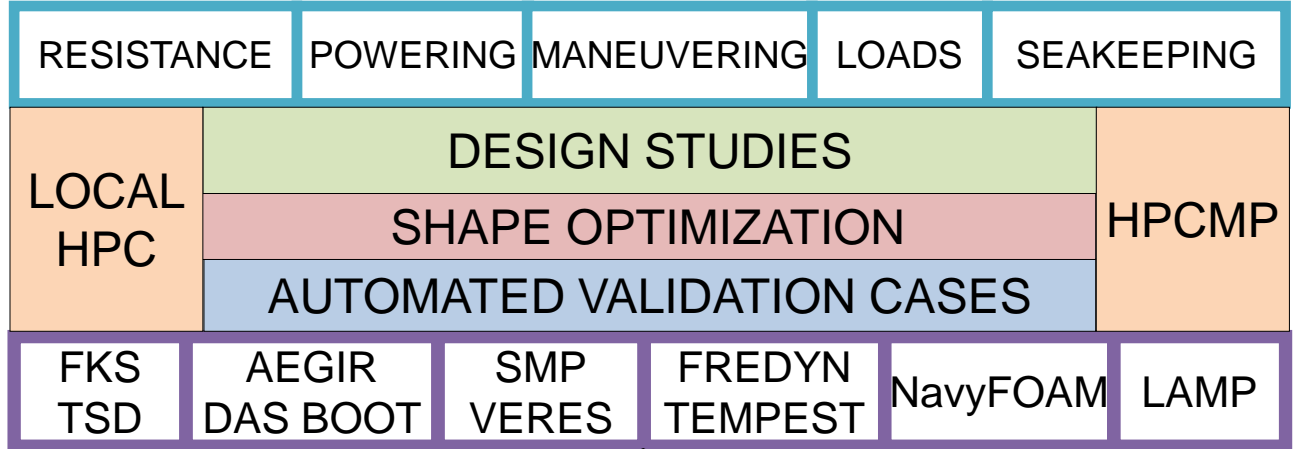 RESISTANCE
POWERING
MANEUVERING
LOADS
SEAKEEPING
LOCAL
HPC
DESIGN STUDIES
SHAPE OPTIMIZATION
AUTOMATED VALIDATION CASES
HPCMP
FKS
TSD
AEGIR
DAS BOOT
SMP
VERES
FREDYN
TEMPEST
NavyFOAM
LAMP